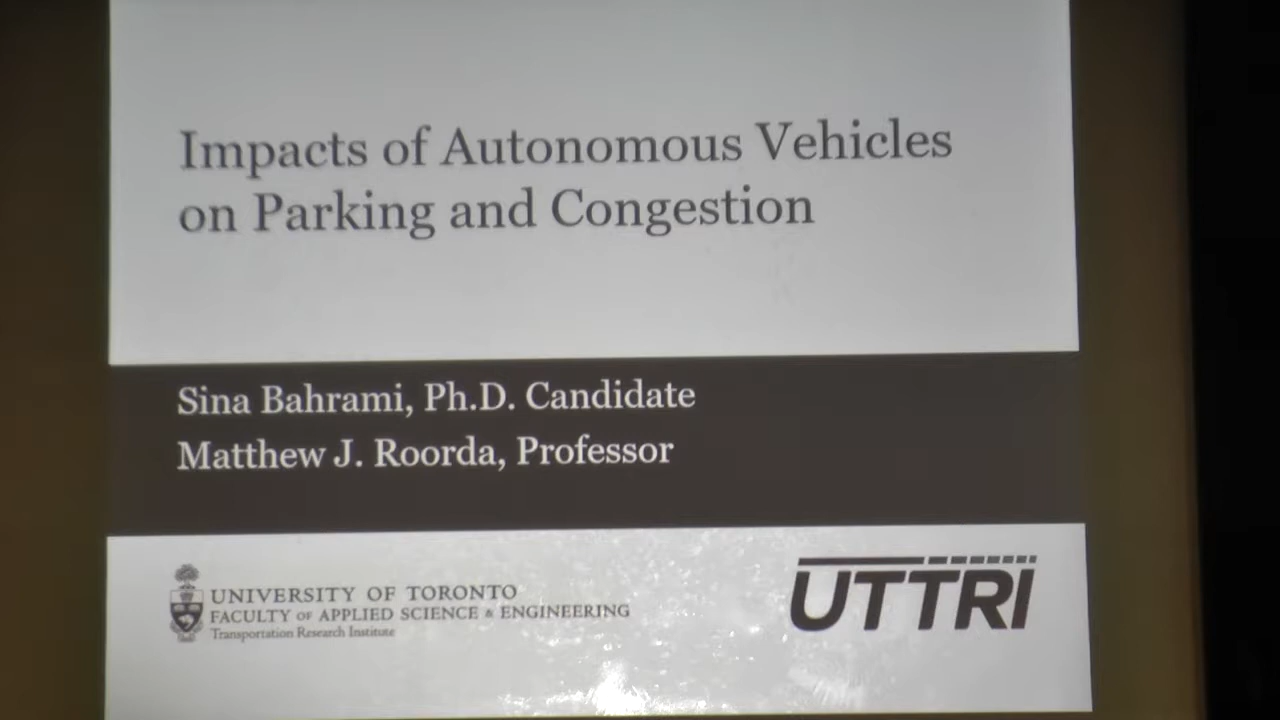 Impacts of Autonomous Vehicles
on Parking and Congestion
Sina Bahrami, Ph.D. Candidate
Matthew J. Roorda, Professor
UNIVERSITY OF TORONTO
FACULTY OF APPLIED SCIENCE & ENGINEERING
Transportation Research Institute
UTTRI